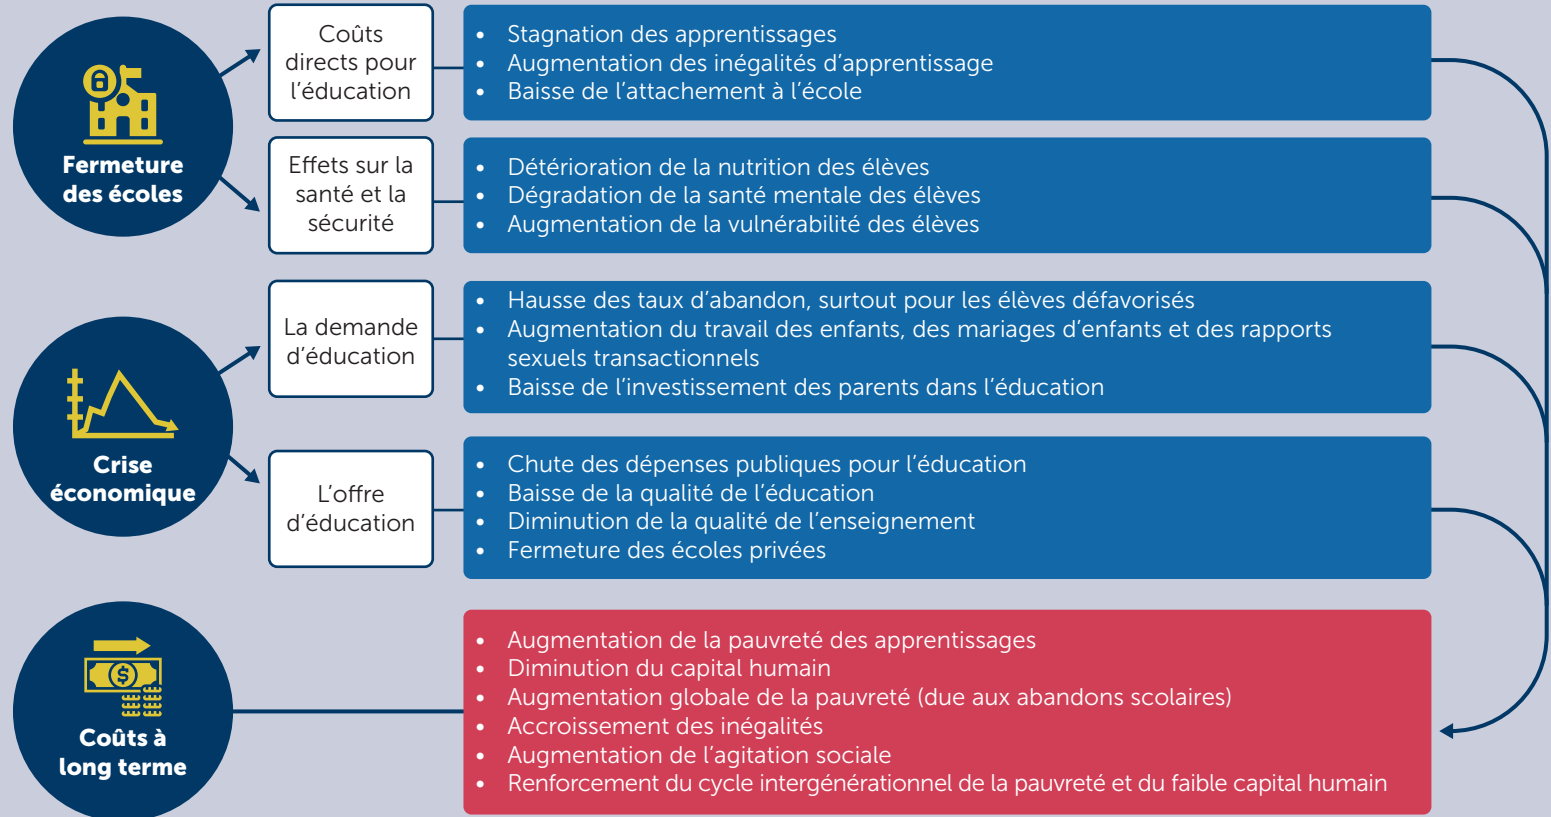 Fermeture
des écoles
Coûts
directs pour
l’éducation
• Stagnation des apprentissages
• Augmentation des inégalités d’apprentissage
• Baisse de l’attachement à l’école
Effets sur la
santé et la
sécurité
• Détérioration de la nutrition des élèves
• Dégradation de la santé mentale des élèves
• Augmentation de la vulnérabilité des élèves
Crise
économique
La demande
d’éducation
• Hausse des taux d’abandon, surtout pour les élèves défavorisés
• Augmentation du travail des enfants, des mariages d’enfants et des rapports
sexuels transactionnels
• Baisse de l’investissement des parents dans l’éducation
L’offre
d’éducation
• Chute des dépenses publiques pour l’éducation
• Baisse de la qualité de l’éducation
• Diminution de la qualité de l’enseignement
• Fermeture des écoles privées
$
Coûts à
long terme
• Augmentation de la pauvreté des apprentissages
• Diminution du capital humain
• Augmentation globale de la pauvreté (due aux abandons scolaires)
• Accroissement des inégalités
• Augmentation de l’agitation sociale
• Renforcement du cycle intergénérationnel de la pauvreté et du faible capital humain